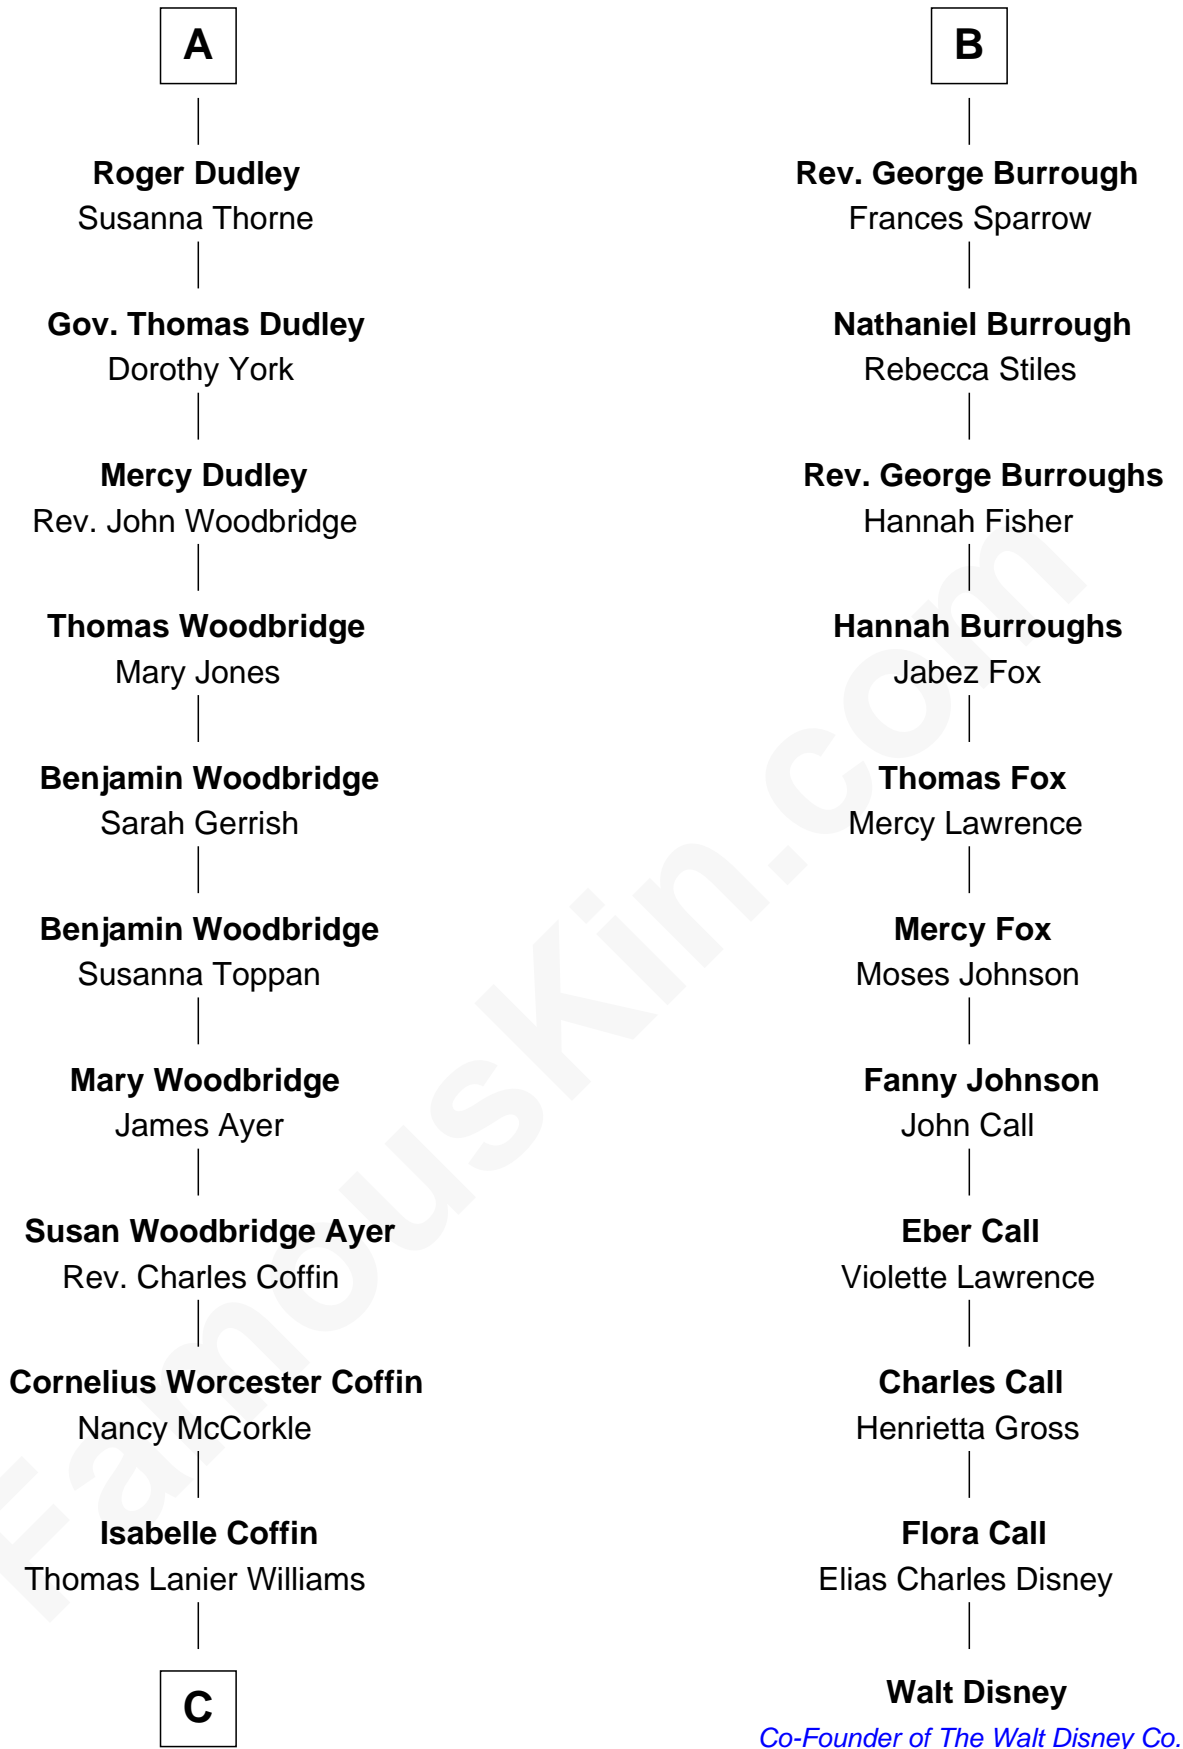 A
Roger Dudley
Susanna Thorne
Gov. Thomas Dudley
Dorothy York
Mercy Dudley
Rev. John Woodbridge
Thomas Woodbridge
Mary Jones
Benjamin Woodbridge
Sarah Gerrish
Benjamin Woodbridge
Susanna Toppan
Mary Woodbridge
James Ayer
Susan Woodbridge Ayer
Rev. Charles Coffin
Cornelius Worcester Coffin
Nancy McCorkle
Isabelle Coffin
Thomas Lanier Williams
C
B
Rev. George Burrough
Frances Sparrow
Nathaniel Burrough
Rebecca Stiles
Rev. George Burroughs
Hannah Fisher
Hannah Burroughs
Jabez Fox
Thomas Fox
Mercy Lawrence
Mercy Fox
Moses Johnson
Fanny Johnson
John Call
Eber Call
Violette Lawrence
Charles Call
Henrietta Gross
Flora Call
Elias Charles Disney
Walt Disney
Co-Founder of The Walt Disney Co.
FamousKin.com